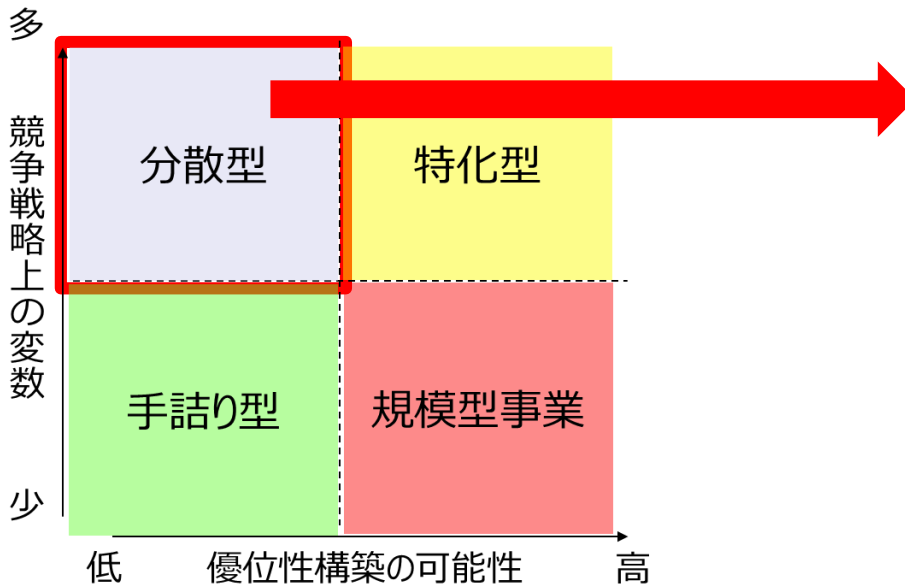 多
競争戦略上の変数
分散型
特化型
手詰り型
規模型事業
少
低
優位性構築の可能性
高